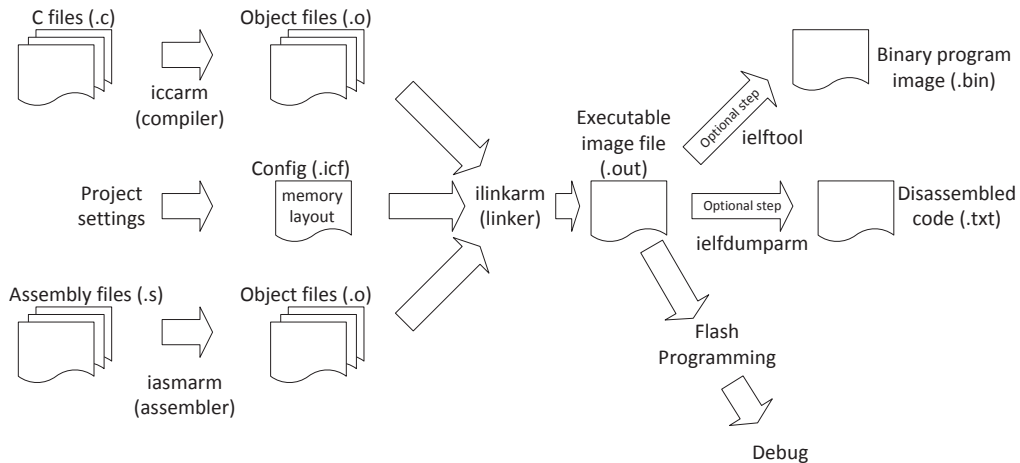 C files (.c)
iccarm
(compiler)
Object files (.o)
Project
settings
Config (.icf)
memory
layout
Assembly files (.s)
iasmarm
(assembler)
Object files (.o)
ilinkarm
(linker)
Executable
image file
(.out)
Optional step
ielftool
Binary program
image (.bin)
Optional step
ielfdumparm
Disassembled
code (.txt)
Flash
Programming
Debug